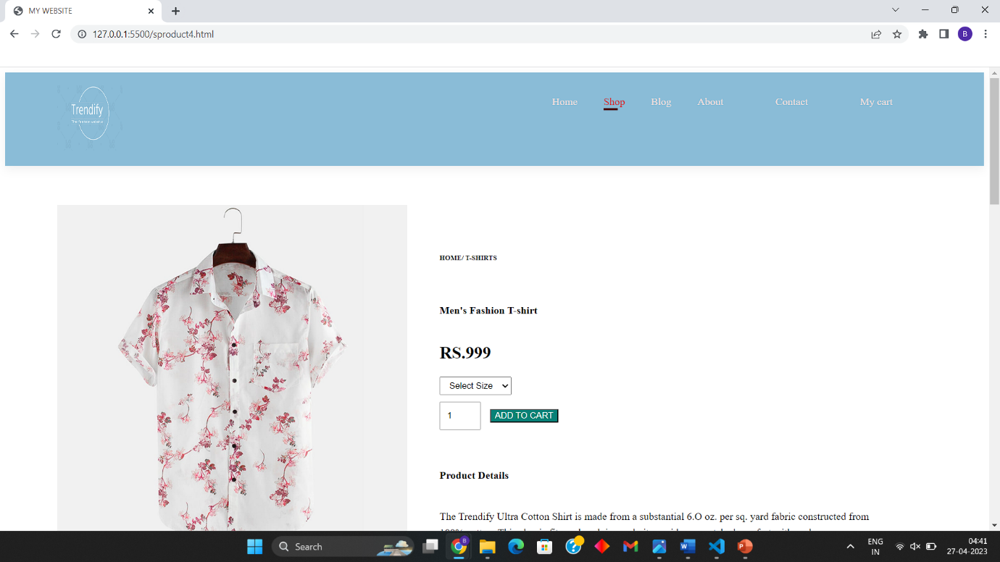 MY WEBSITE
127.0.0.1:5500/sproduct4.html
B
Trendify
Home Shop Blog About Contact My cart
HOME/ T-SHIRTS
Men's Fashion T-shirt
RS.999
Select Size
1 ADD TO CART
Product Details
The Trendify Ultra Cotton Shirt is made from a substantial 6.O oz. per sq. yard fabric constructed from
Search
ENG
IN
04:41
27-04-2023